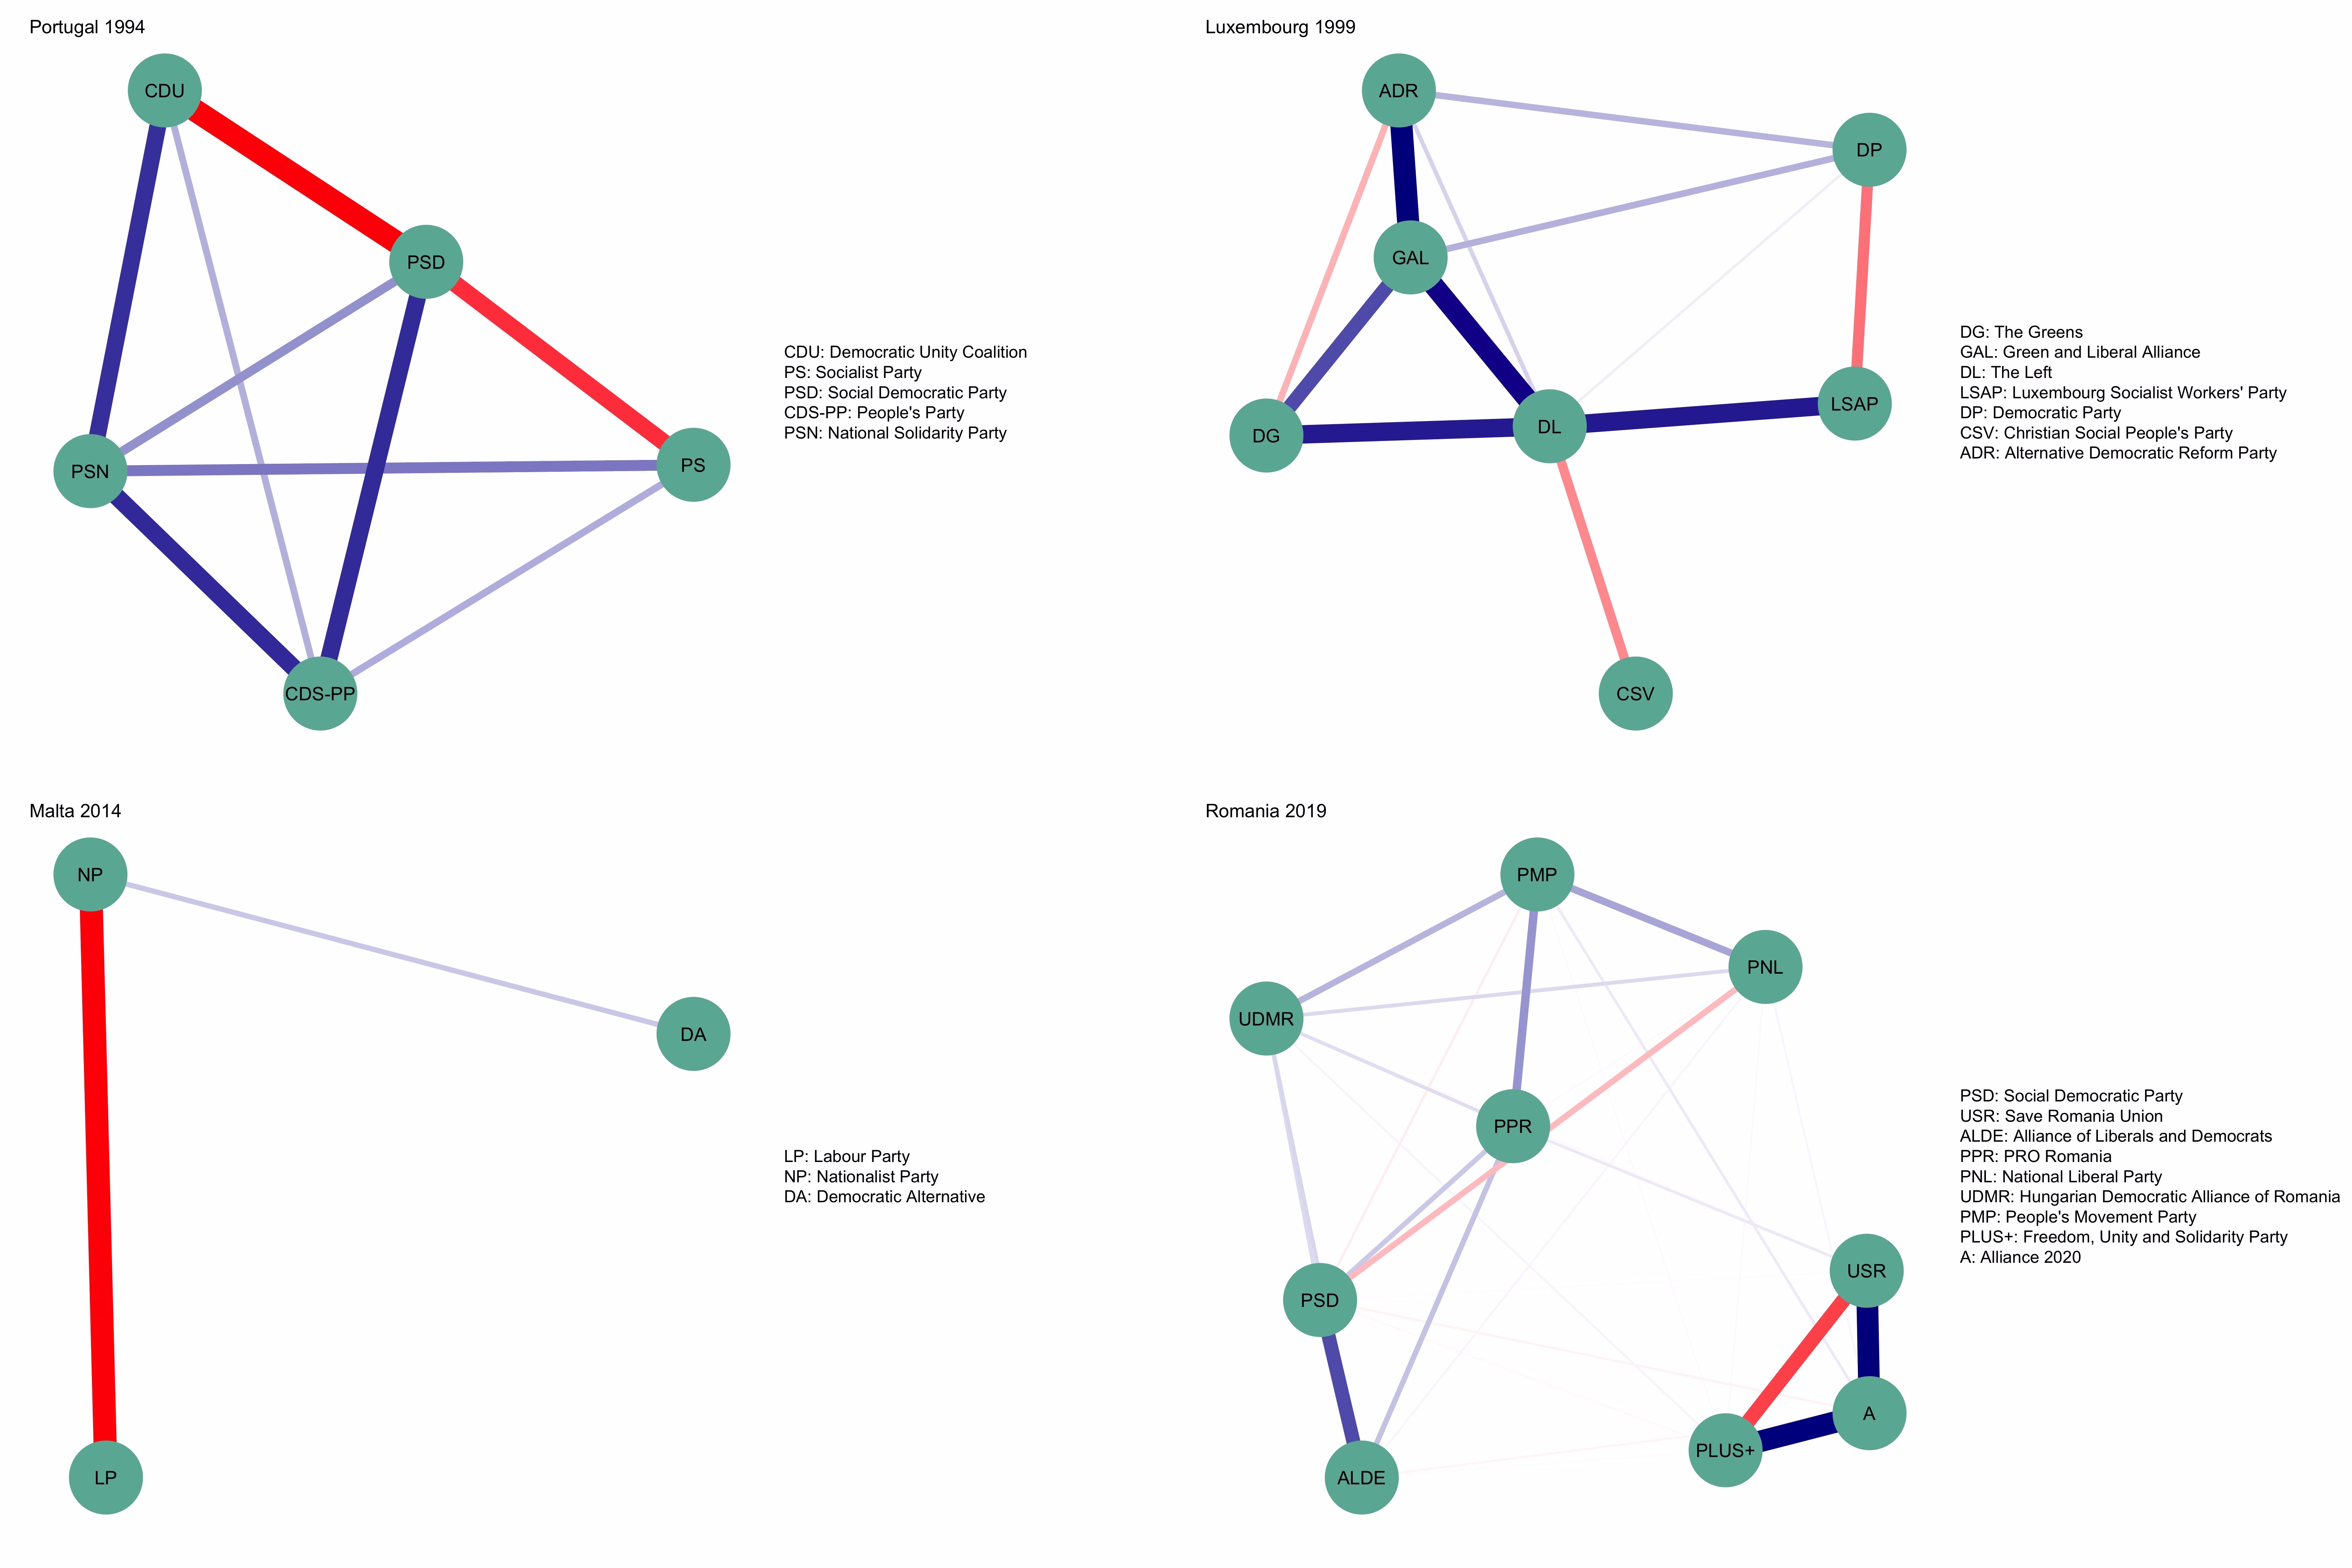 Portugal 1994
CDU
PSD
PSN
PS
CDS-PP
CDU: Democratic Unity Coalition
PS: Socialist Party
PSD: Social Democratic Party
CDS-PP: People's Party
PSN: National Solidarity Party
Luxembourg 1999
ADR
DP
GAL
LSAP
DG
DL
CSV
DG: The Greens
GAL: Green and Liberal Alliance
DL: The Left
LSAP: Luxembourg Socialist Workers' Party
DP: Democratic Party
CSV: Christian Social People's Party
ADR: Alternative Democratic Reform Party
Malta 2014
NP
DA
LP
LP: Labour Party
NP: Nationalist Party
DA: Democratic Alternative
Romania 2019
PMP
PNL
UDMR
PPR
USR
PSD
A
PLUS+
ALDE
PSD: Social Democratic Party
USR: Save Romania Union
ALDE: Alliance of Liberals and Democrats
PPR: PRO Romania
PNL: National Liberal Party
UDMR: Hungarian Democratic Alliance of Romania
PMP: People's Movement Party
PLUS+: Freedom, Unity and Solidarity Party
A: Alliance 2020